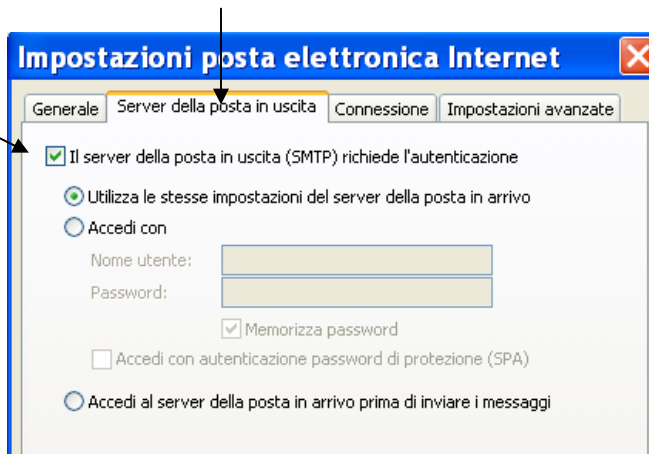 Impostazioni posta elettronica Internet
Generale Server della posta in uscita Connessione Impostazioni avanzate
Il server della posta in uscita (SMTP) richiede l'autenticazione
Utilizza le stesse impostazioni del server della posta in arrivo
Accedi con
Nome utente:
Password:
Memorizza password
Accedi con autenticazione password di protezione (SPA)
Accedi al server della posta in arrivo prima di inviare i messaggi